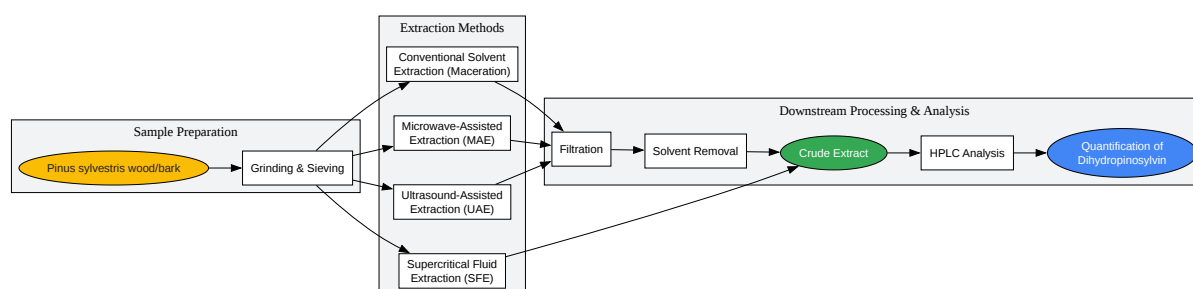 Sample Preparation
Pinus sylvestris wood/bark
Grinding & Sieving
Extraction Methods
Conventional Solvent
Extraction (Maceration)
Microwave-Assisted
Extraction (MAE)
Ultrasound-Assisted
Extraction (UAE)
Supercritical Fluid
Extraction (SFE)
Downstream Processing & Analysis
Filtration
Solvent Removal
Crude Extract
HPLC Analysis
Quantification of
Dihydropinosylvin